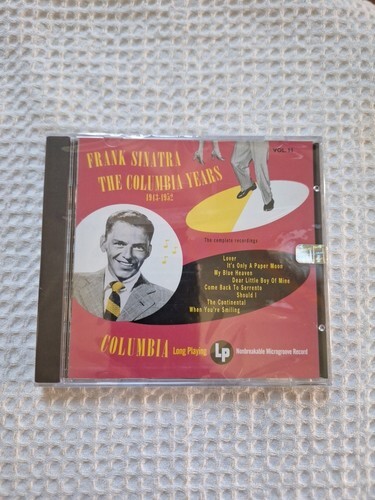 VOL. 11
FRANK SINATRA
THE COLUMBIA YEARS
1943-1952
The complete recordings
Lover
It's Only A Paper Moon
My Blue Heaven
Dear Little Boy Of Mine
Come Back To Sorrento
Should I
The Continental
When You're Smiling
COLUMBIA Long Playing Lp Nonbreakable Microgroove Record